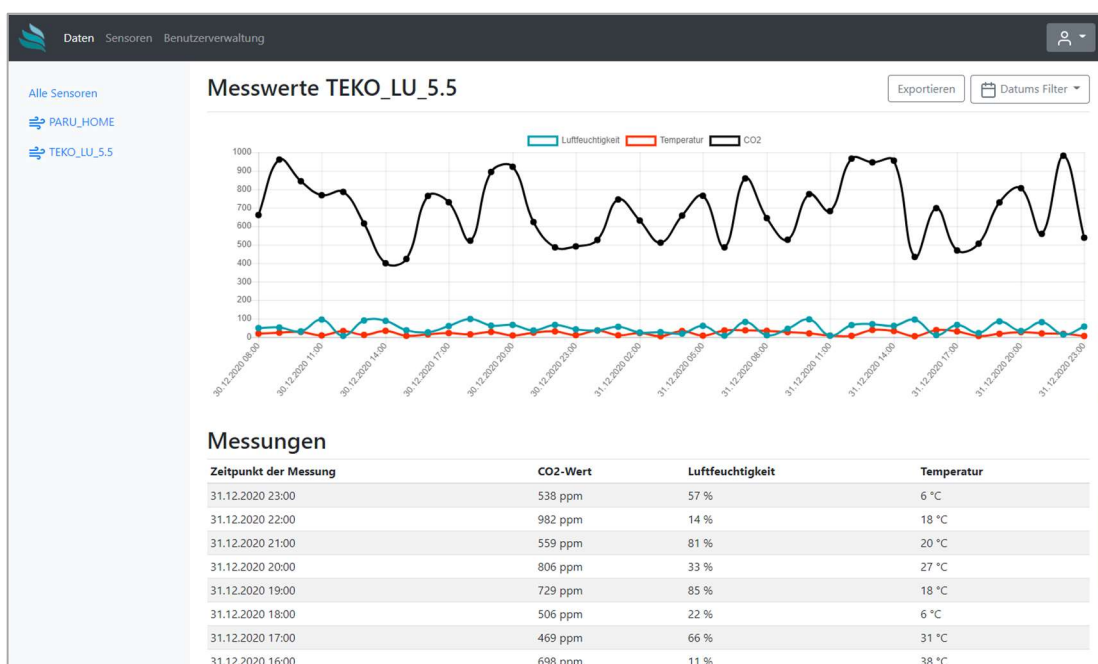 Daten Sensoren Benutzerverwaltung
Alle Sensoren
PARU_HOME
TEKO_LU_5.5
Messwerte TEKO_LU_5.5
Exportieren Datums Filter
Luftfeuchtigkeit Temperatur CO2
1000
900
800
700
600
500
400
300
200
100
0
30.12.2020 08:00 30.12.2020 11:00 30.12.2020 14:00 30.12.2020 17:00 30.12.2020 20:00 30.12.2020 23:00 31.12.2020 02:00 31.12.2020 05:00 31.12.2020 08:00 31.12.2020 11:00 31.12.2020 14:00 31.12.2020 17:00 31.12.2020 20:00 31.12.2020 23:00
Messungen
Zeitpunkt der Messung CO2-Wert Luftfeuchtigkeit Temperatur
31.12.2020 23:00 538 ppm 57 % 6 °C
31.12.2020 22:00 982 ppm 14 % 18 °C
31.12.2020 21:00 559 ppm 81 % 20 °C
31.12.2020 20:00 806 ppm 33 % 27 °C
31.12.2020 19:00 729 ppm 85 % 18 °C
31.12.2020 18:00 506 ppm 22 % 6 °C
31.12.2020 17:00 469 ppm 66 % 31 °C
31.12.2020 16:00 698 ppm 11 % 38 °C